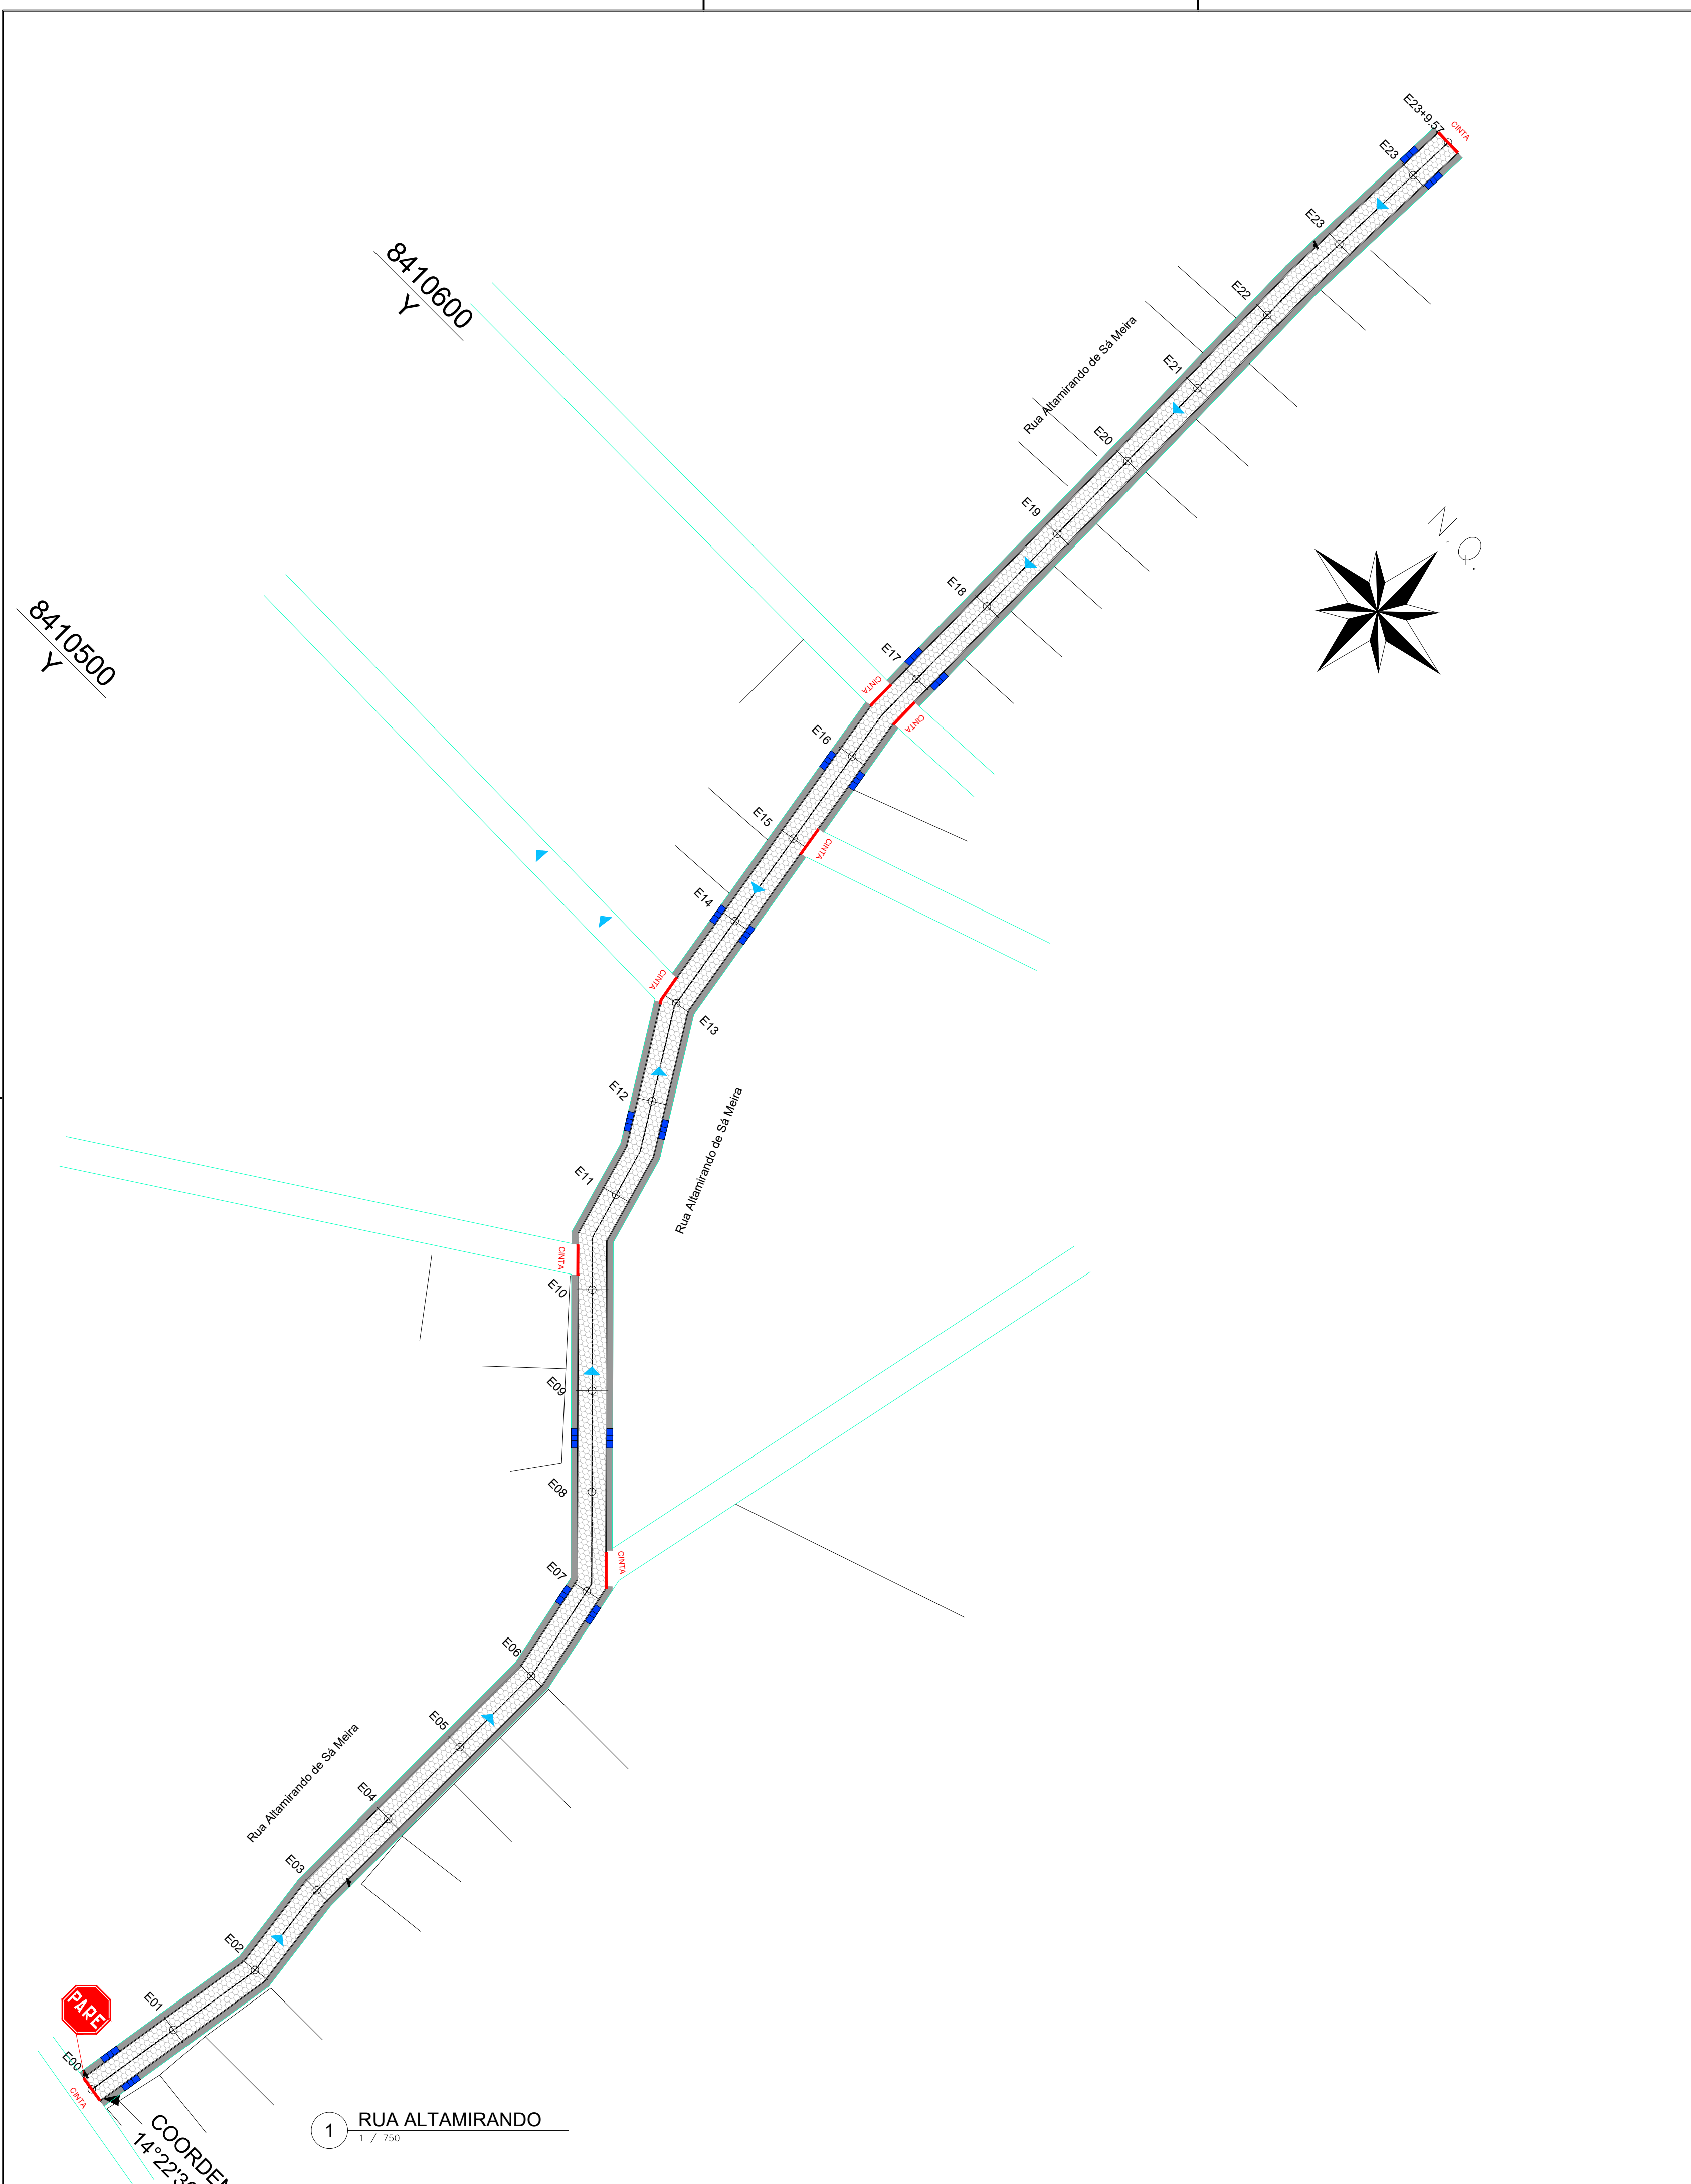 E23+9.57
CINTA
E23
E23
E22
8410600
Y
Rua Altamirando de Sá Meira
E21
E20
E19
N.Q.
E18
8410500
Y
E17
CINTA
CINTA
E16
E15
CINTA
E14
CINTA
E13
E12
Rua Altamirando de Sá Meira
E11
CINTA
E10
E09
E08
CINTA
E07
E06
E05
Rua Altamirando de Sá Meira
E04
E03
E02
PARE
E01
E00
CINTA
1
RUA ALTAMIRANDO
1 / 750